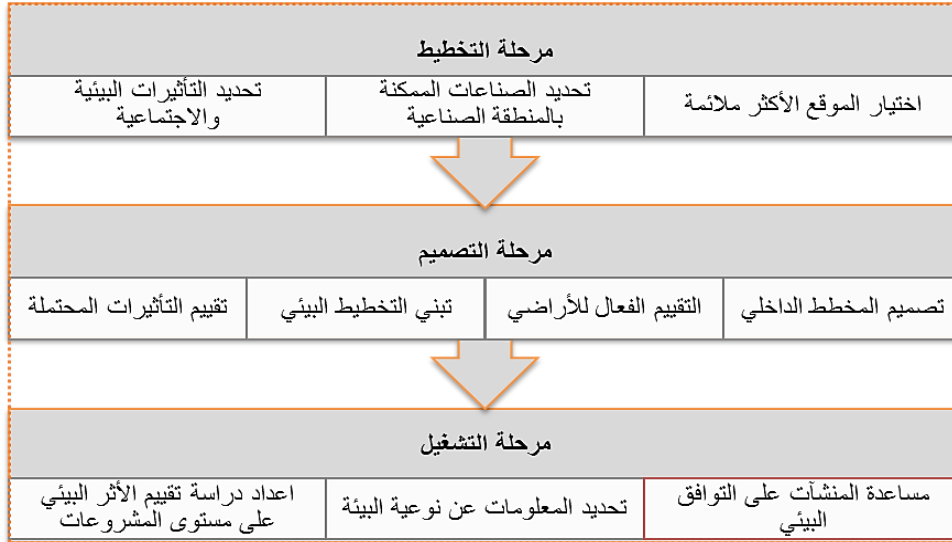 مرحلة التخطيط
اختيار الموقع الأكثر ملائمة
تحديد الصناعات الممكنة
بالمنطقة الصناعية
تحديد التأثيرات البيئية
والاجتماعية
مرحلة التصميم
تصميم المخطط الداخلي
التقييم الفعال للأراضي
تبني التخطيط البيئي
تقييم التأثيرات المحتملة
مرحلة التشغيل
مساعدة المنشآت على التوافق
البيئي
تحديد المعلومات عن نوعية البيئة
اعداد دراسة تقييم الأثر البيئي
على مستوى المشروعات